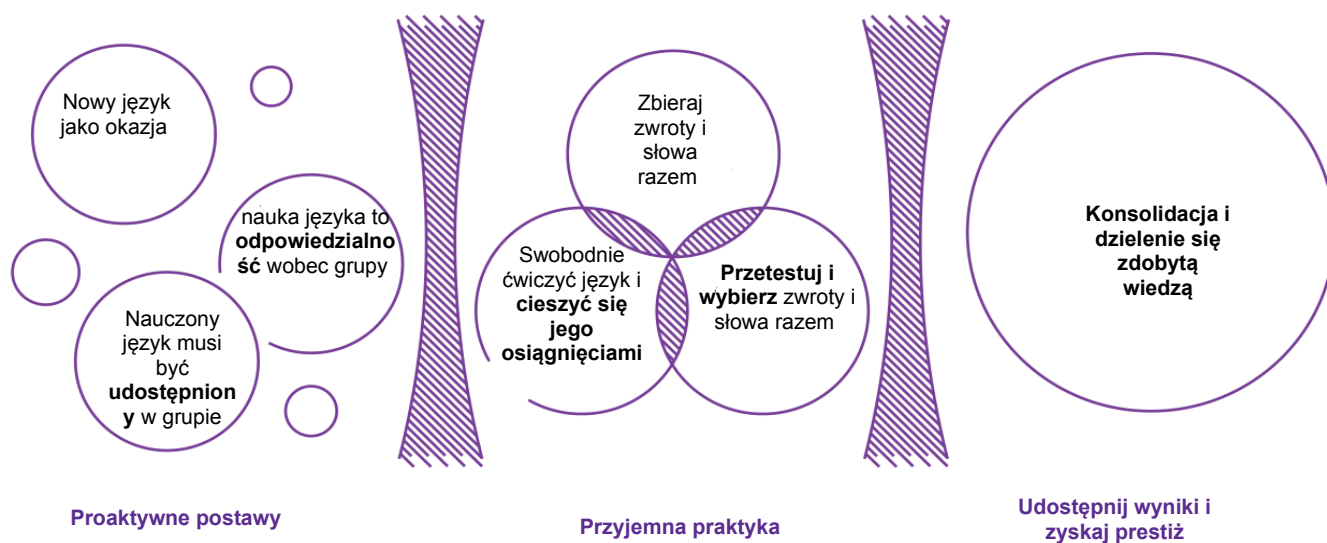 Nowy język
jako okazja
nauka języka to
odpowiedzialno
ść wobec grupy
Nauczony
język musi
być
udostępnion
y w grupie
Zbieraj
zwroty i
słowa
razem
Swobodnie
ćwiczyć język i
cieszyć się
jego
osiągnięciami
Przetestuj i
wybierz zwroty i
słowa razem
Konsolidacja i
dzielenie się
zdobytą
wiedzą
Proaktywne postawy
Przyjemna praktyka
Udostępnij wyniki i
zyskaj prestiż